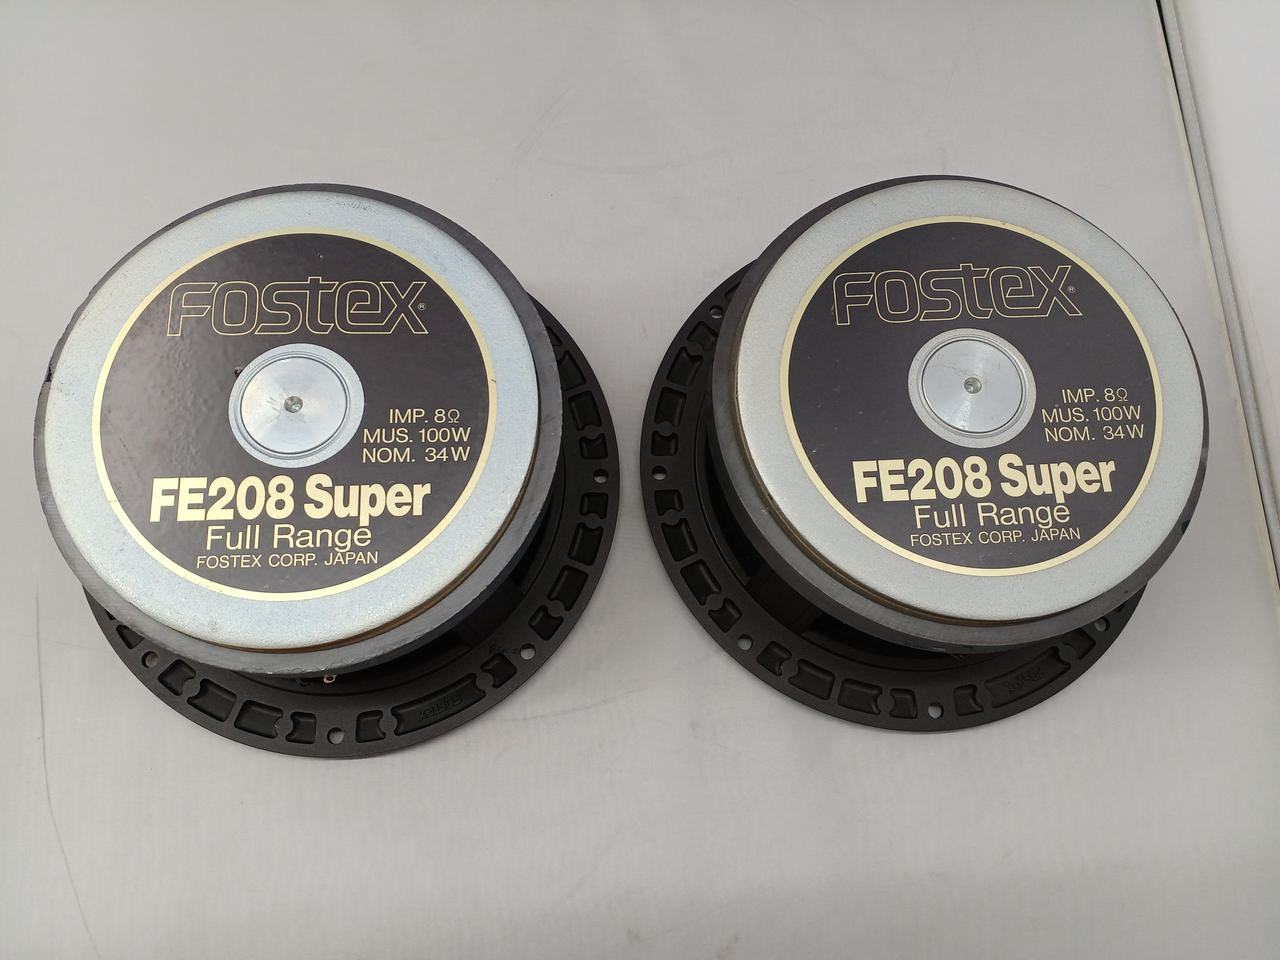 FOSTEX®
IMP. 8Ω
MUS. 100W
NOM. 34W
FE208 Super
Full Range
FOSTEX CORP. JAPAN
FOSTEX®
IMP. 8Ω
MUS. 100W
NOM. 34W
FE208 Super
Full Range
FOSTEX CORP. JAPAN